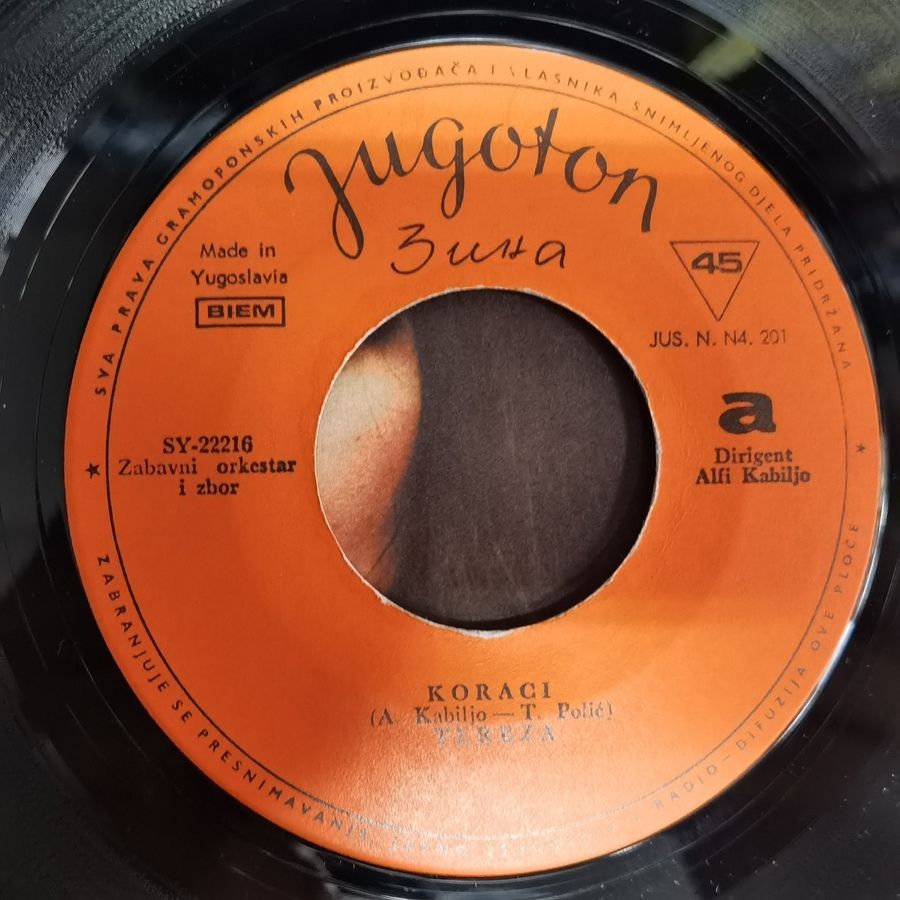 SVA PRAVA GRAMOFONSKIH PROIZVOĐAČA I VLASNIKA SNIMLJENOG DJELA PRIDRŽANA
Jugoton
Зина
Made in
Yugoslavia
BIEM
45
JUS. N. N4. 201
a
SY-22216
Zabavni orkestar
i zbor
Dirigent
Alfi Kabiljo
KORACI
(A. Kabiljo — T. Polić)
TEREZA
ZABRANJUJE SE PRESNIMAVANJE RADIO-DIFUZIJA OVE PLOČE